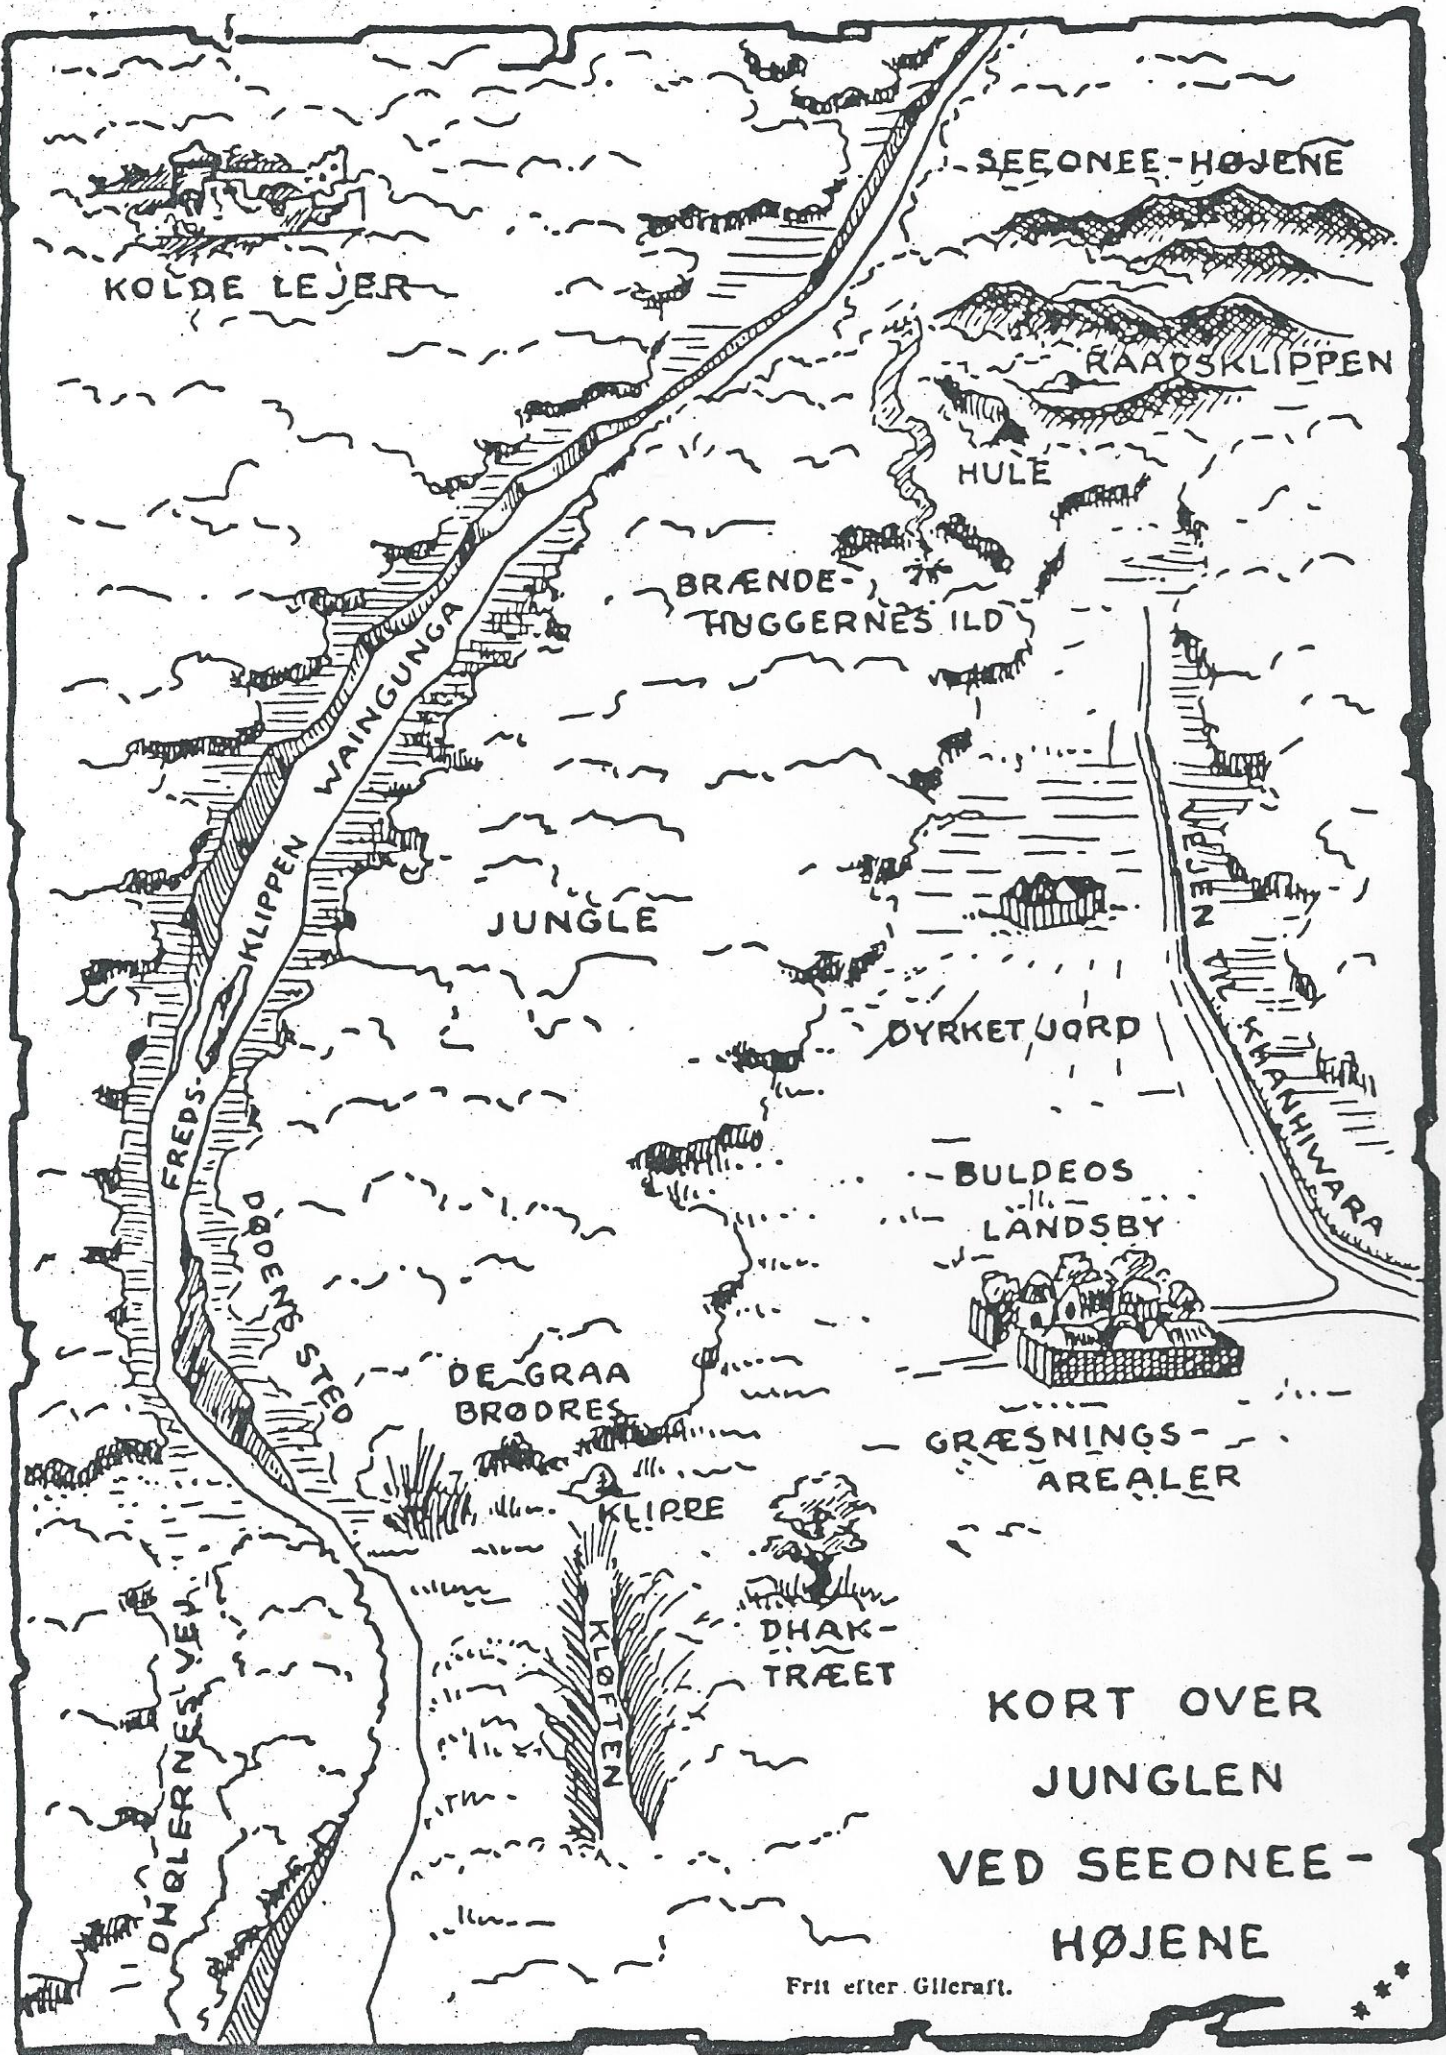 SEEONEE-HØJENE
KOLDE LEJER
RAADSKLIPPEN
HULE
BRÆNDE-
HUGGERNES ILD
WAINGUNGA
VEJEN TIL KHANHIWARA
JUNGLE
FREDS-KLIPPEN
DYRKET JORD
BULDEOS
LANDSBY
DØDENS STED
DE GRAA
BRØDRES
KLIPPE
GRÆSNINGS-
AREALER
DHAK-
TRÆET
KLØFTEN
DHOLERNES VEJ
KORT OVER
JUNGLEN
VED SEEONEE-
HØJENE
Frit efter Gilcraft.